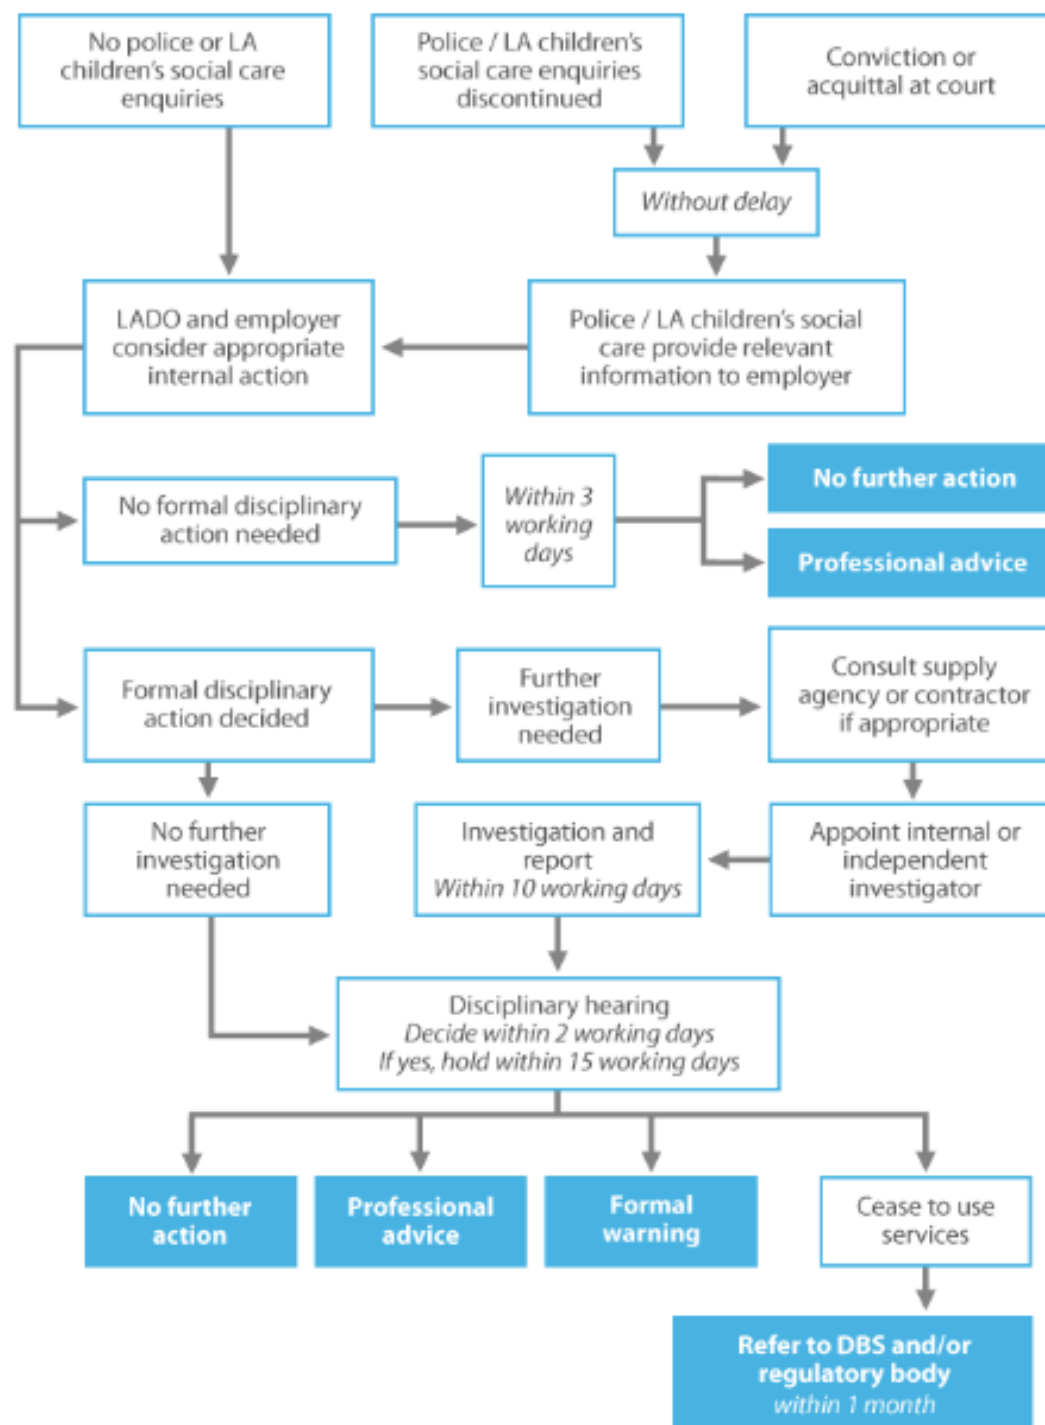 No police or LA
children's social care
enquiries
Police / LA children's
social care enquiries
discontinued
Conviction or
acquittal at court
Without delay
LADO and employer
consider appropriate
internal action
Police / LA children's social
care provide relevant
information to employer
No formal disciplinary
action needed
Within 3
working
days
No further action
Professional advice
Formal disciplinary
action decided
Further
investigation
needed
Consult supply
agency or contractor
if appropriate
No further
investigation
needed
Investigation and
report
Within 10 working days
Appoint internal or
independent
investigator
Disciplinary hearing
Decide within 2 working days
If yes, hold within 15 working days
No further
action
Professional
advice
Formal
warning
Cease to use
services
Refer to DBS and/or
regulatory body
within 1 month